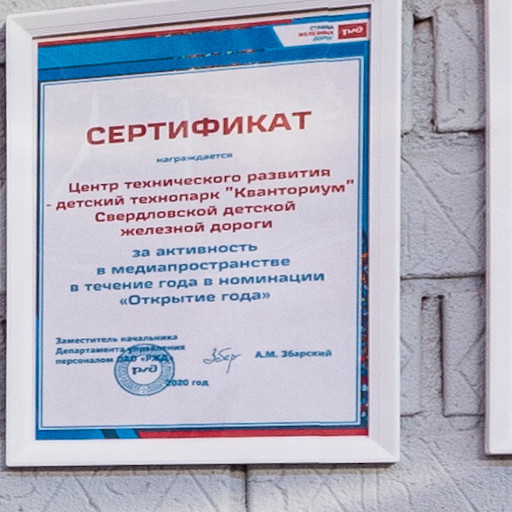 СТРАНА
ЖЕЛЕЗНЫХ
ДОРОГ
РЖД
СЕРТИФИКАТ
награждается
Центр технического развития
- детский технопарк "Кванториум"
Свердловской детской
железной дороги
за активность
в медиапространстве
в течение года в номинации
«Открытие года»
Заместитель начальника
Департамента управления
персоналом ОАО «РЖД»
А.М. Збарский
РЖД
2020 год